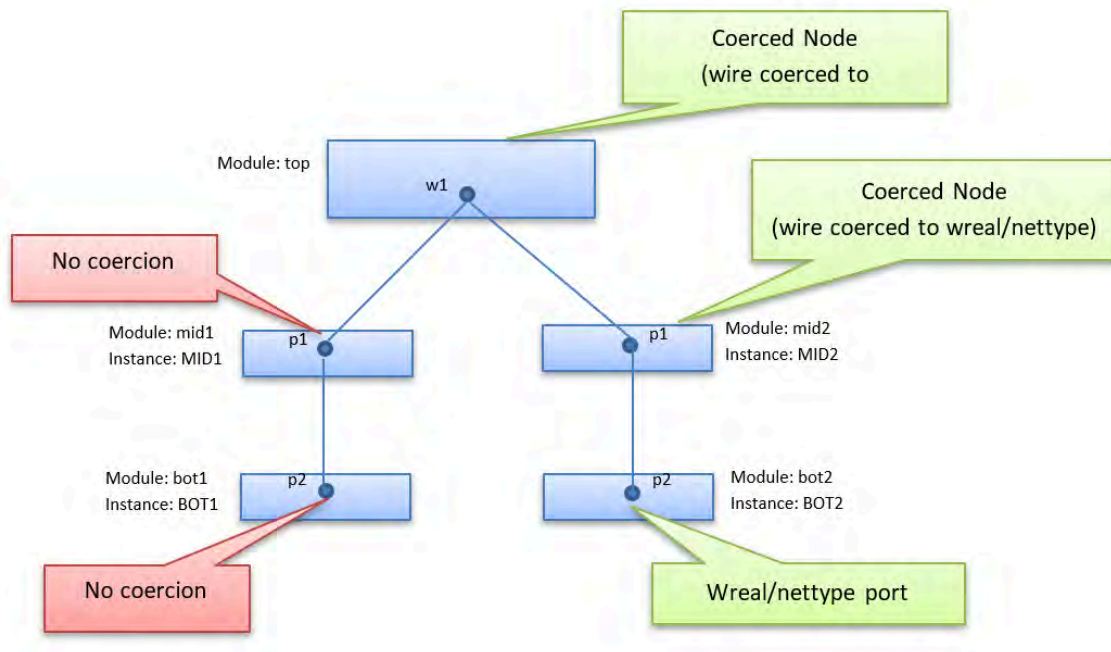 Coerced Node
(wire coerced to
Module: top
w1
Coerced Node
(wire coerced to wreal/nettype)
No coercion
Module: mid1
Instance: MID1
p1
p1
Module: mid2
Instance: MID2
Module: bot1
Instance: BOT1
p2
p2
Module: bot2
Instance: BOT2
No coercion
Wreal/nettype port